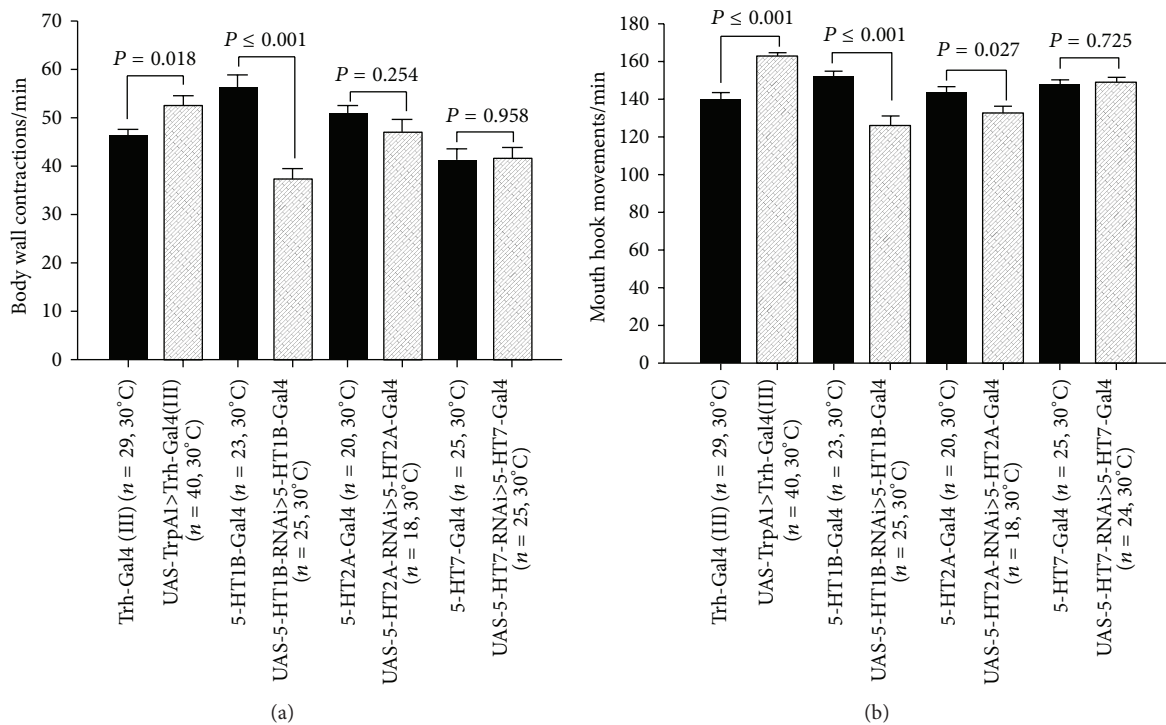 70
60
50
40
30
20
10
0
Body wall contractions/min
P = 0.018
P ≤ 0.001
P = 0.254
P = 0.958
Trh-Gal4 (III) (n = 29, 30°C)
UAS-TrpA1>Trh-Gal4(III)
(n = 40, 30°C)
5-HT1B-Gal4 (n = 23, 30°C)
UAS-5-HT1B-RNAi>5-HT1B-Gal4
(n = 25, 30°C)
5-HT2A-Gal4 (n = 20, 30°C)
UAS-5-HT2A-RNAi>5-HT2A-Gal4
(n = 18, 30°C)
5-HT7-Gal4 (n = 25, 30°C)
UAS-5-HT7-RNAi>5-HT7-Gal4
(n = 25, 30°C)
(a)
180
160
140
120
100
80
60
40
20
0
Mouth hook movements/min
P ≤ 0.001
P ≤ 0.001
P = 0.027
P = 0.725
Trh-Gal4 (III) (n = 29, 30°C)
UAS-TrpA1>Trh-Gal4(III)
(n = 40, 30°C)
5-HT1B-Gal4 (n = 23, 30°C)
UAS-5-HT1B-RNAi>5-HT1B-Gal4
(n = 25, 30°C)
5-HT2A-Gal4 (n = 20, 30°C)
UAS-5-HT2A-RNAi>5-HT2A-Gal4
(n = 18, 30°C)
5-HT7-Gal4 (n = 25, 30°C)
UAS-5-HT7-RNAi>5-HT7-Gal4
(n = 24, 30°C)
(b)